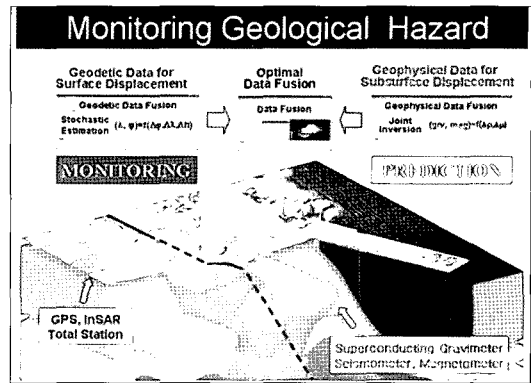 Monitoring Geological Hazard
Geodetic Data for
Surface Displacement
Geodetic Data Fusion
Stochastic
Estimation
Optimal
Data Fusion
Data Fusion
Geophysical Data for
Subsurface Displacement
Geophysical Data Fusion
Joint
Inversion
MONITORING
PREDICTION
GPS, InSAR
Total Station
Superconducting Gravimeter
Seismometer, Magnetometer